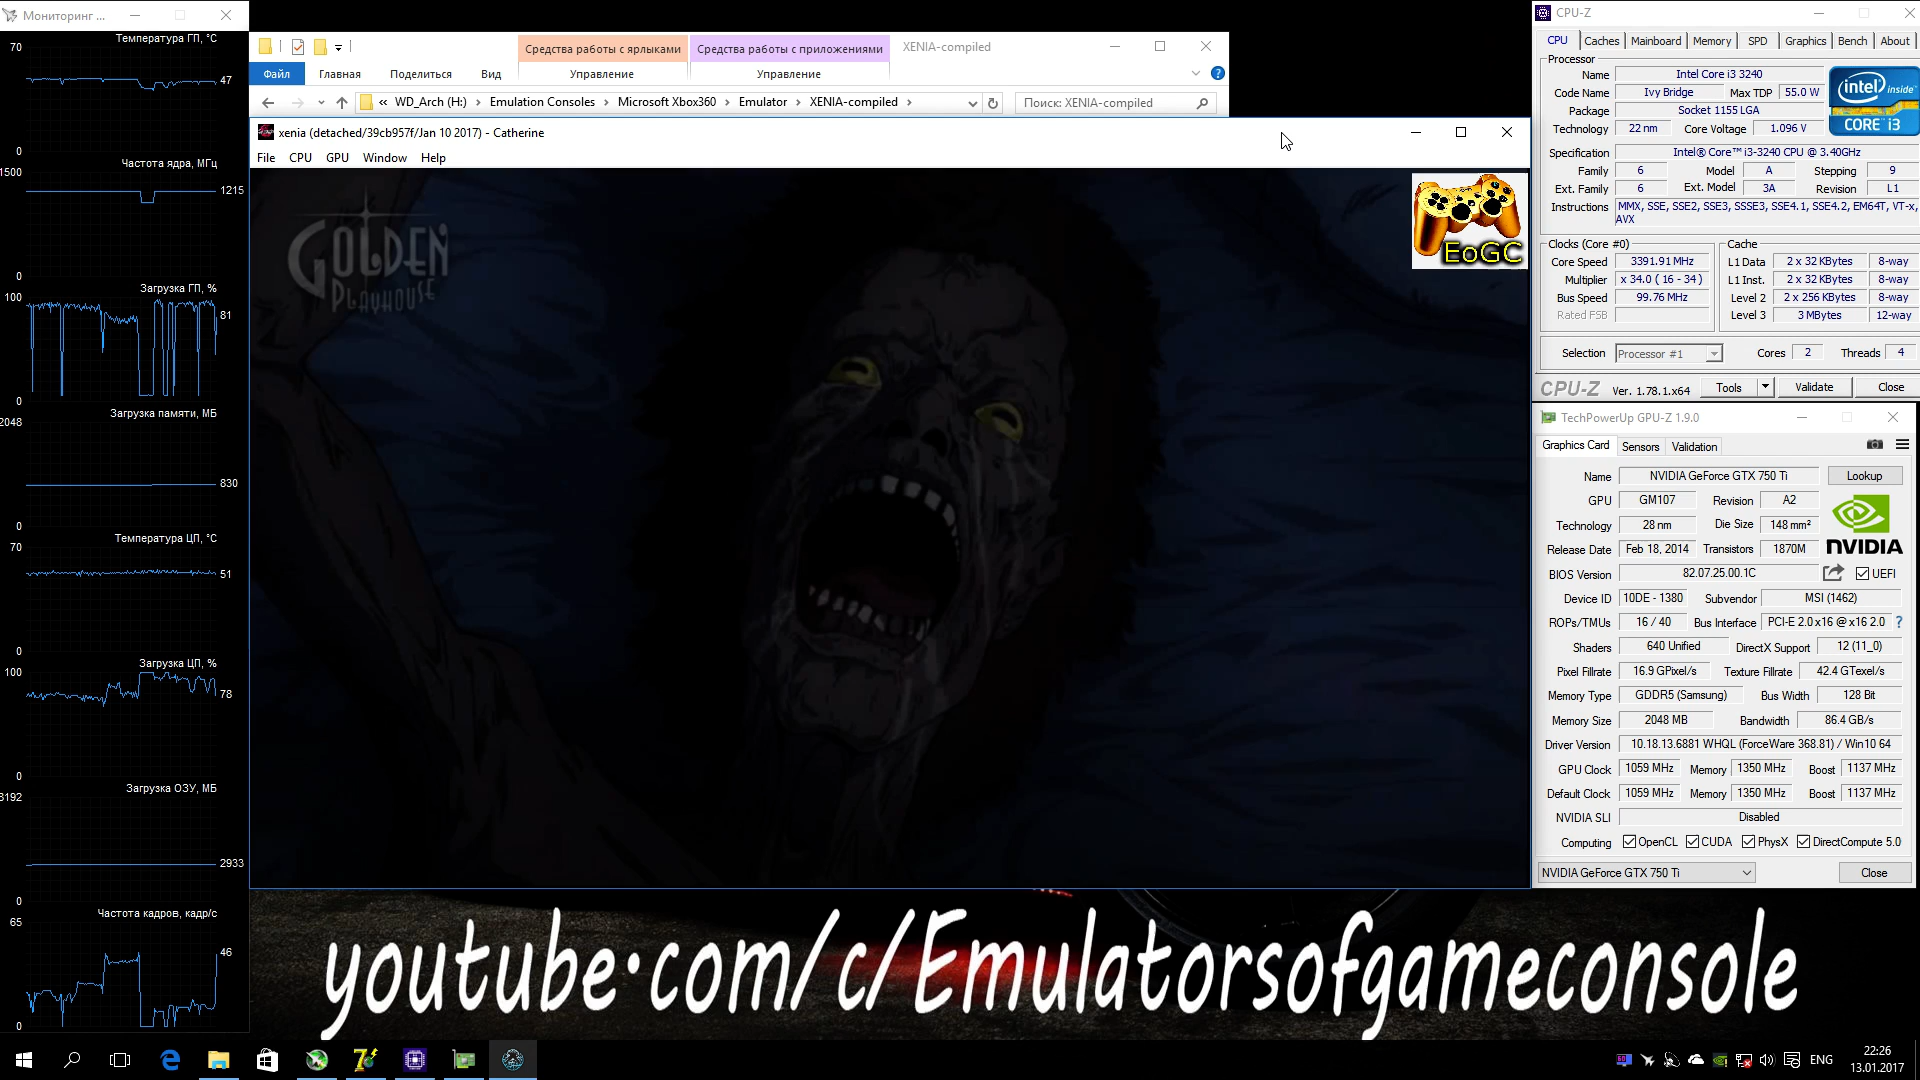 Мониторинг ...
Температура ГП, °C
70
47
0
Частота ядра, МГц
1500
1215
0
Загрузка ГП, %
100
81
0
Загрузка памяти, МБ
2048
830
0
Температура ЦП, °C
70
51
0
Загрузка ЦП, %
100
78
0
Загрузка ОЗУ, МБ
8192
2933
0
Частота кадров, кадр/с
65
46
0
Средства работы с ярлыками
Средства работы с приложениями
XENIA-compiled
Файл
Главная
Поделиться
Вид
Управление
Управление
« WD_Arch (H:) › Emulation Consoles › Microsoft Xbox360 › Emulator › XENIA-compiled ›
Поиск: XENIA-compiled
xenia (detached/39cb957f/Jan 10 2017) - Catherine
File CPU GPU Window Help
GOLDEN
PLAYHOUSE
EoGC
youtube.com/c/Emulatorsofgameconsole
CPU-Z
CPU Caches Mainboard Memory SPD Graphics Bench About
Processor
Name Intel Core i3 3240
Code Name Ivy Bridge Max TDP 55.0 W
Package Socket 1155 LGA
Technology 22 nm Core Voltage 1.096 V
intel inside™
CORE i3
Specification Intel® Core™ i3-3240 CPU @ 3.40GHz
Family 6 Model A Stepping 9
Ext. Family 6 Ext. Model 3A Revision L1
Instructions MMX, SSE, SSE2, SSE3, SSSE3, SSE4.1, SSE4.2, EM64T, VT-x,
AVX
Clocks (Core #0)
Core Speed 3391.91 MHz
Multiplier x 34.0 ( 16 - 34 )
Bus Speed 99.76 MHz
Rated FSB
Cache
L1 Data 2 x 32 KBytes 8-way
L1 Inst. 2 x 32 KBytes 8-way
Level 2 2 x 256 KBytes 8-way
Level 3 3 MBytes 12-way
Selection Processor #1 Cores 2 Threads 4
CPU-Z Ver. 1.78.1.x64 Tools Validate Close
TechPowerUp GPU-Z 1.9.0
Graphics Card Sensors Validation
Name NVIDIA GeForce GTX 750 Ti Lookup
GPU GM107 Revision A2
Technology 28 nm Die Size 148 mm²
Release Date Feb 18, 2014 Transistors 1870M
NVIDIA
BIOS Version 82.07.25.00.1C UEFI
Device ID 10DE - 1380 Subvendor MSI (1462)
ROPs/TMUs 16 / 40 Bus Interface PCI-E 2.0 x16 @ x16 2.0 ?
Shaders 640 Unified DirectX Support 12 (11_0)
Pixel Fillrate 16.9 GPixel/s Texture Fillrate 42.4 GTexel/s
Memory Type GDDR5 (Samsung) Bus Width 128 Bit
Memory Size 2048 MB Bandwidth 86.4 GB/s
Driver Version 10.18.13.6881 WHQL (ForceWare 368.81) / Win10 64
GPU Clock 1059 MHz Memory 1350 MHz Boost 1137 MHz
Default Clock 1059 MHz Memory 1350 MHz Boost 1137 MHz
NVIDIA SLI Disabled
Computing OpenCL CUDA PhysX DirectCompute 5.0
NVIDIA GeForce GTX 750 Ti Close
ENG
22:26
13.01.2017